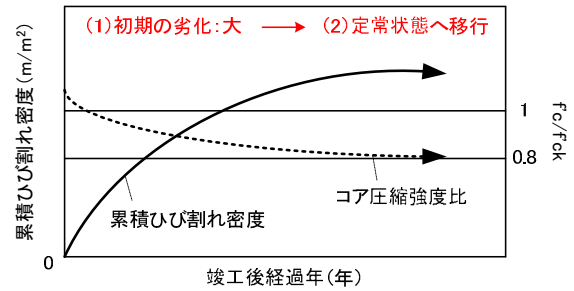 (1)初期の劣化:大 → (2)定常状態へ移行
累積ひび割れ密度(m/m²)
1
0.8
f'c/f'ck
コア圧縮強度比
累積ひび割れ密度
0
竣工後経過年(年)